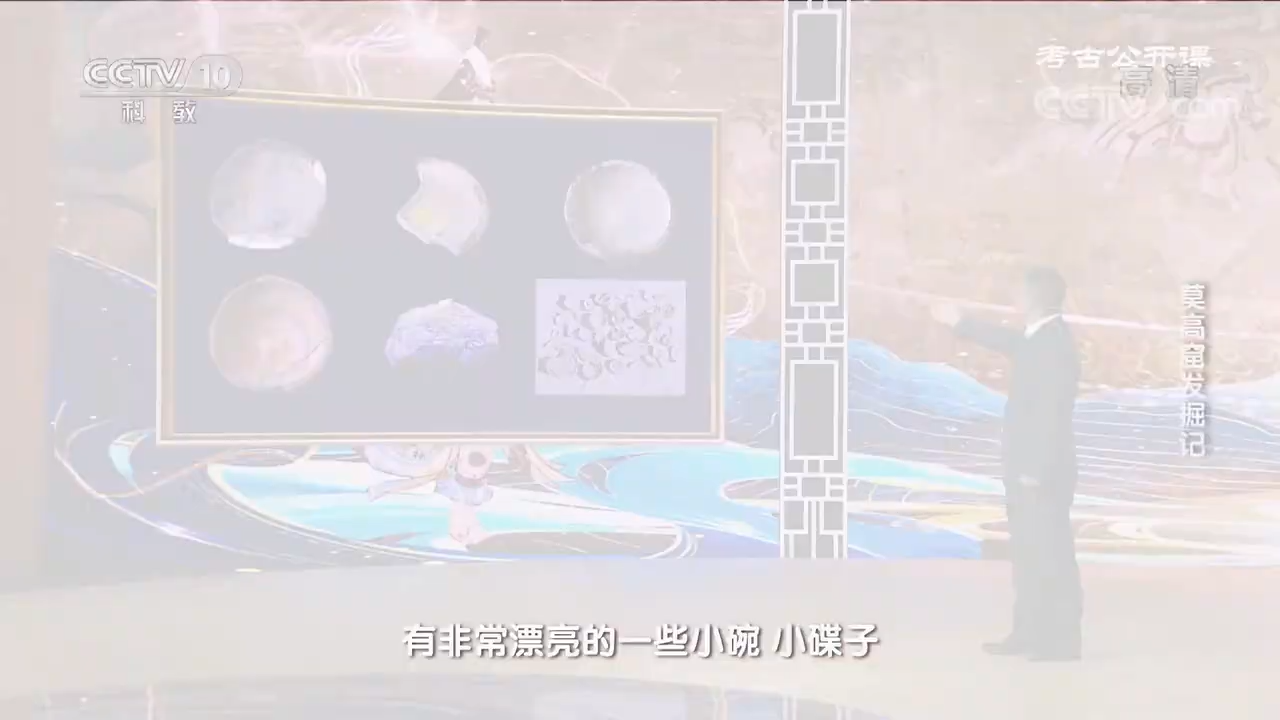 CCTV 10
科教
考古公开课
高清
CCTV.com
莫高窟发掘记
有非常漂亮的一些小碗 小碟子